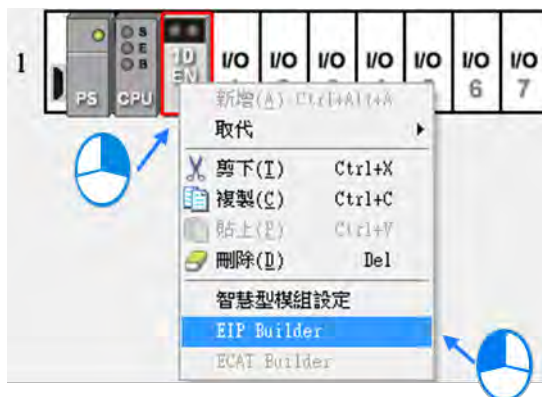 1
PS CPU 10 EN I/O I/O I/O I/O I/O I/O 6 I/O 7
S
E
B
新增(A) Ctrl+Alt+A
取代
剪下(T) Ctrl+X
複製(C) Ctrl+C
貼上(P) Ctrl+V
刪除(D) Del
智慧型模組設定
EIP Builder
ECAT Builder